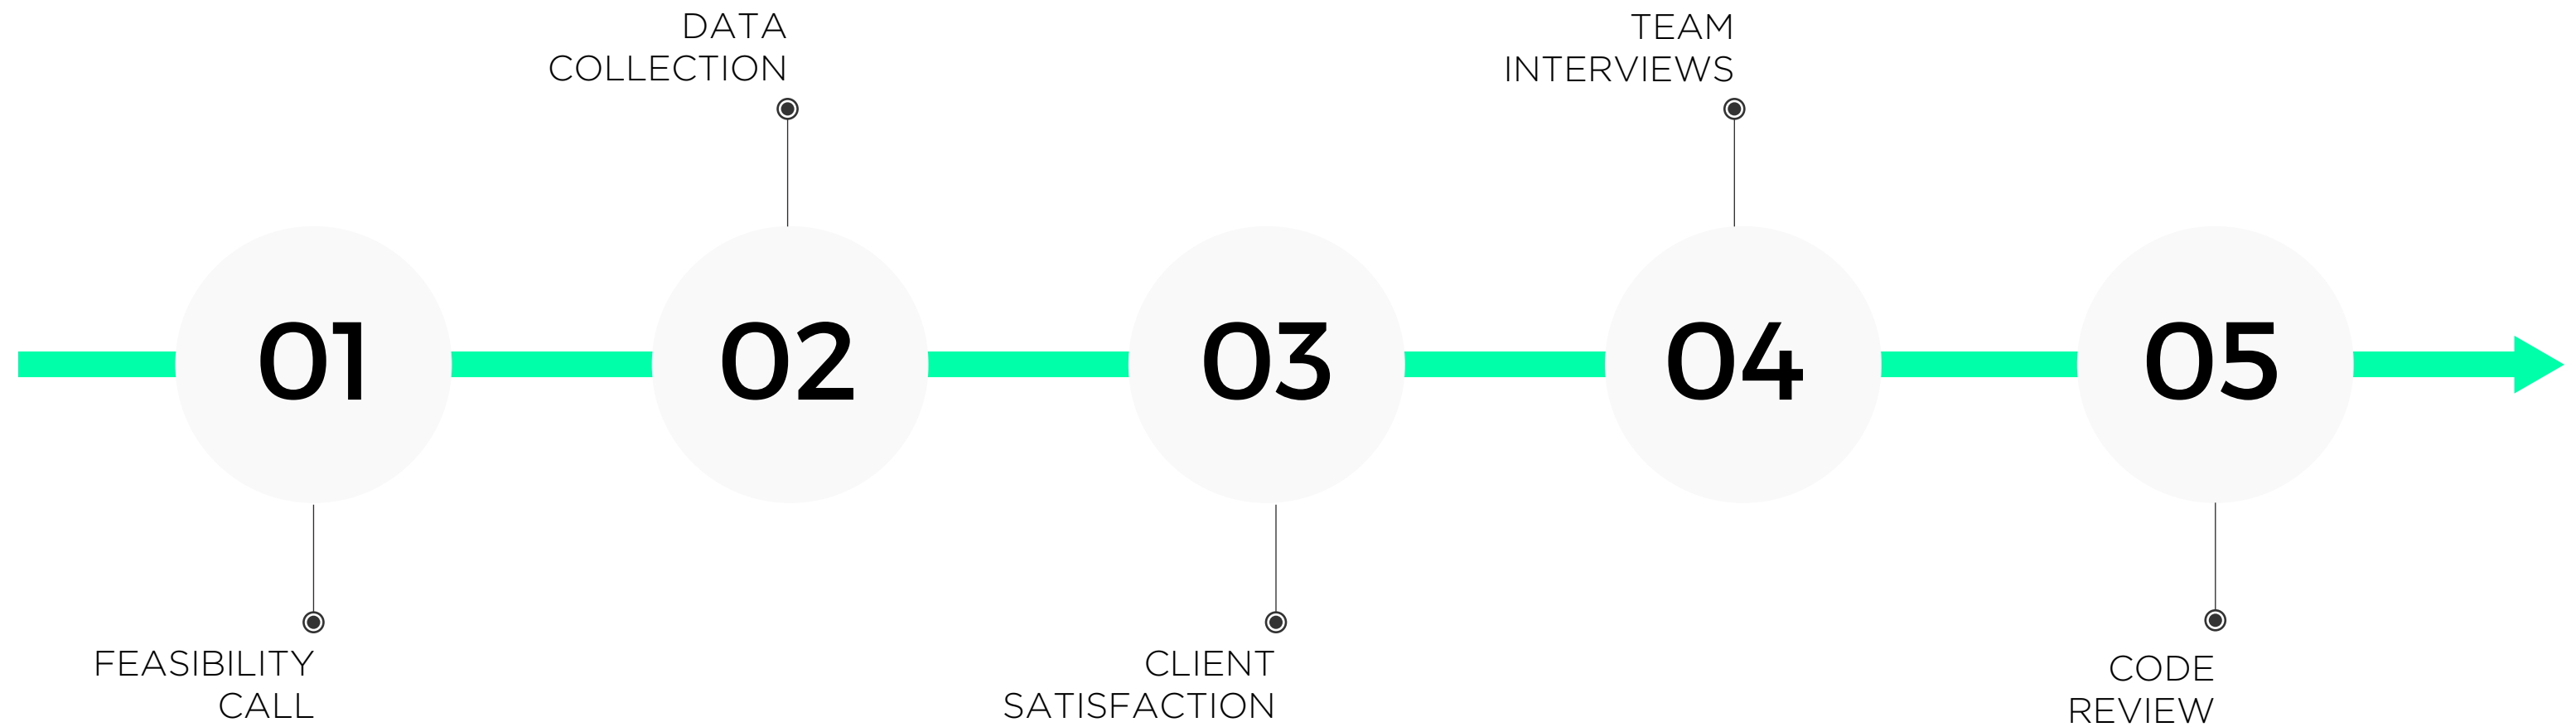 DATA
COLLECTION
TEAM
INTERVIEWS
01
02
03
04
05
FEASIBILITY
CALL
CLIENT
SATISFACTION
CODE
REVIEW